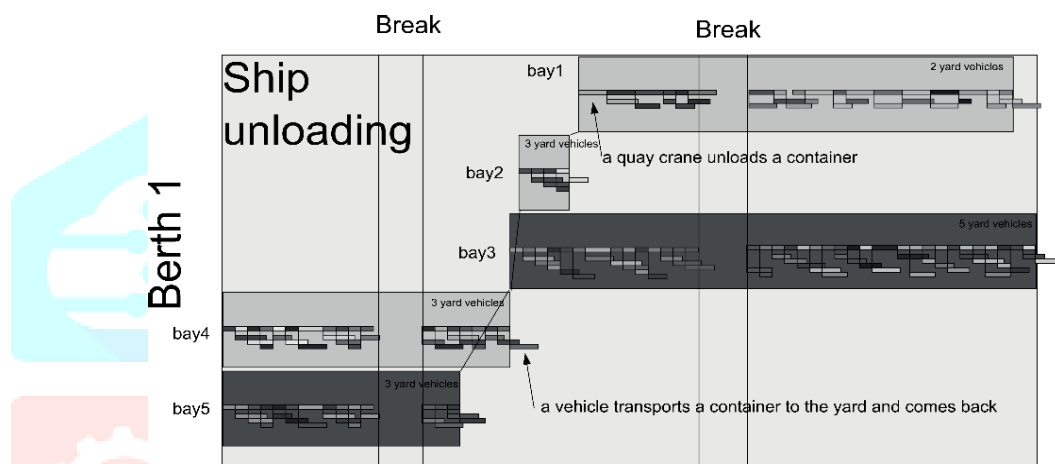 Break
Break
Ship
unloading
Berth 1
bay1
2 yard vehicles
a quay crane unloads a container
3 yard vehicles
bay2
5 yard vehicles
bay3
3 yard vehicles
bay4
3 yard vehicles
bay5
a vehicle transports a container to the yard and comes back